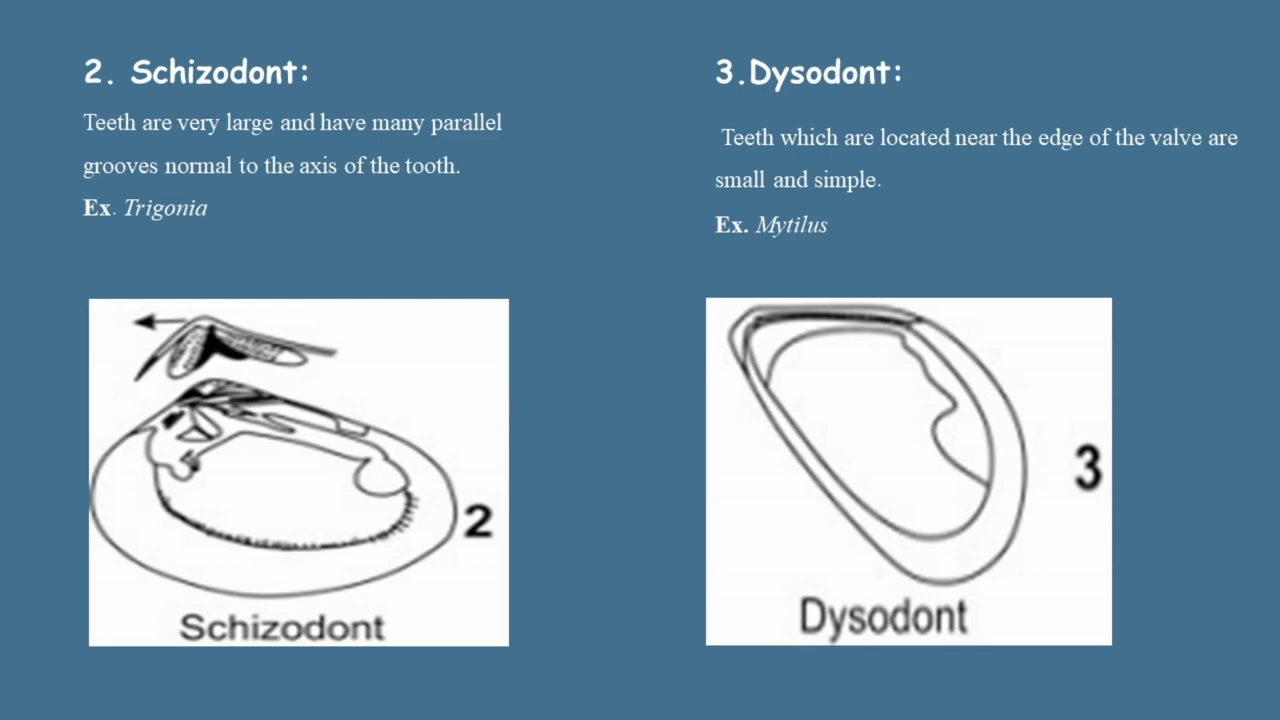 2. Schizodont:
Teeth are very large and have many parallel
grooves normal to the axis of the tooth.
Ex. Trigonia
2
Schizodont
3.Dysodont:
Teeth which are located near the edge of the valve are
small and simple.
Ex. Mytilus
3
Dysodont